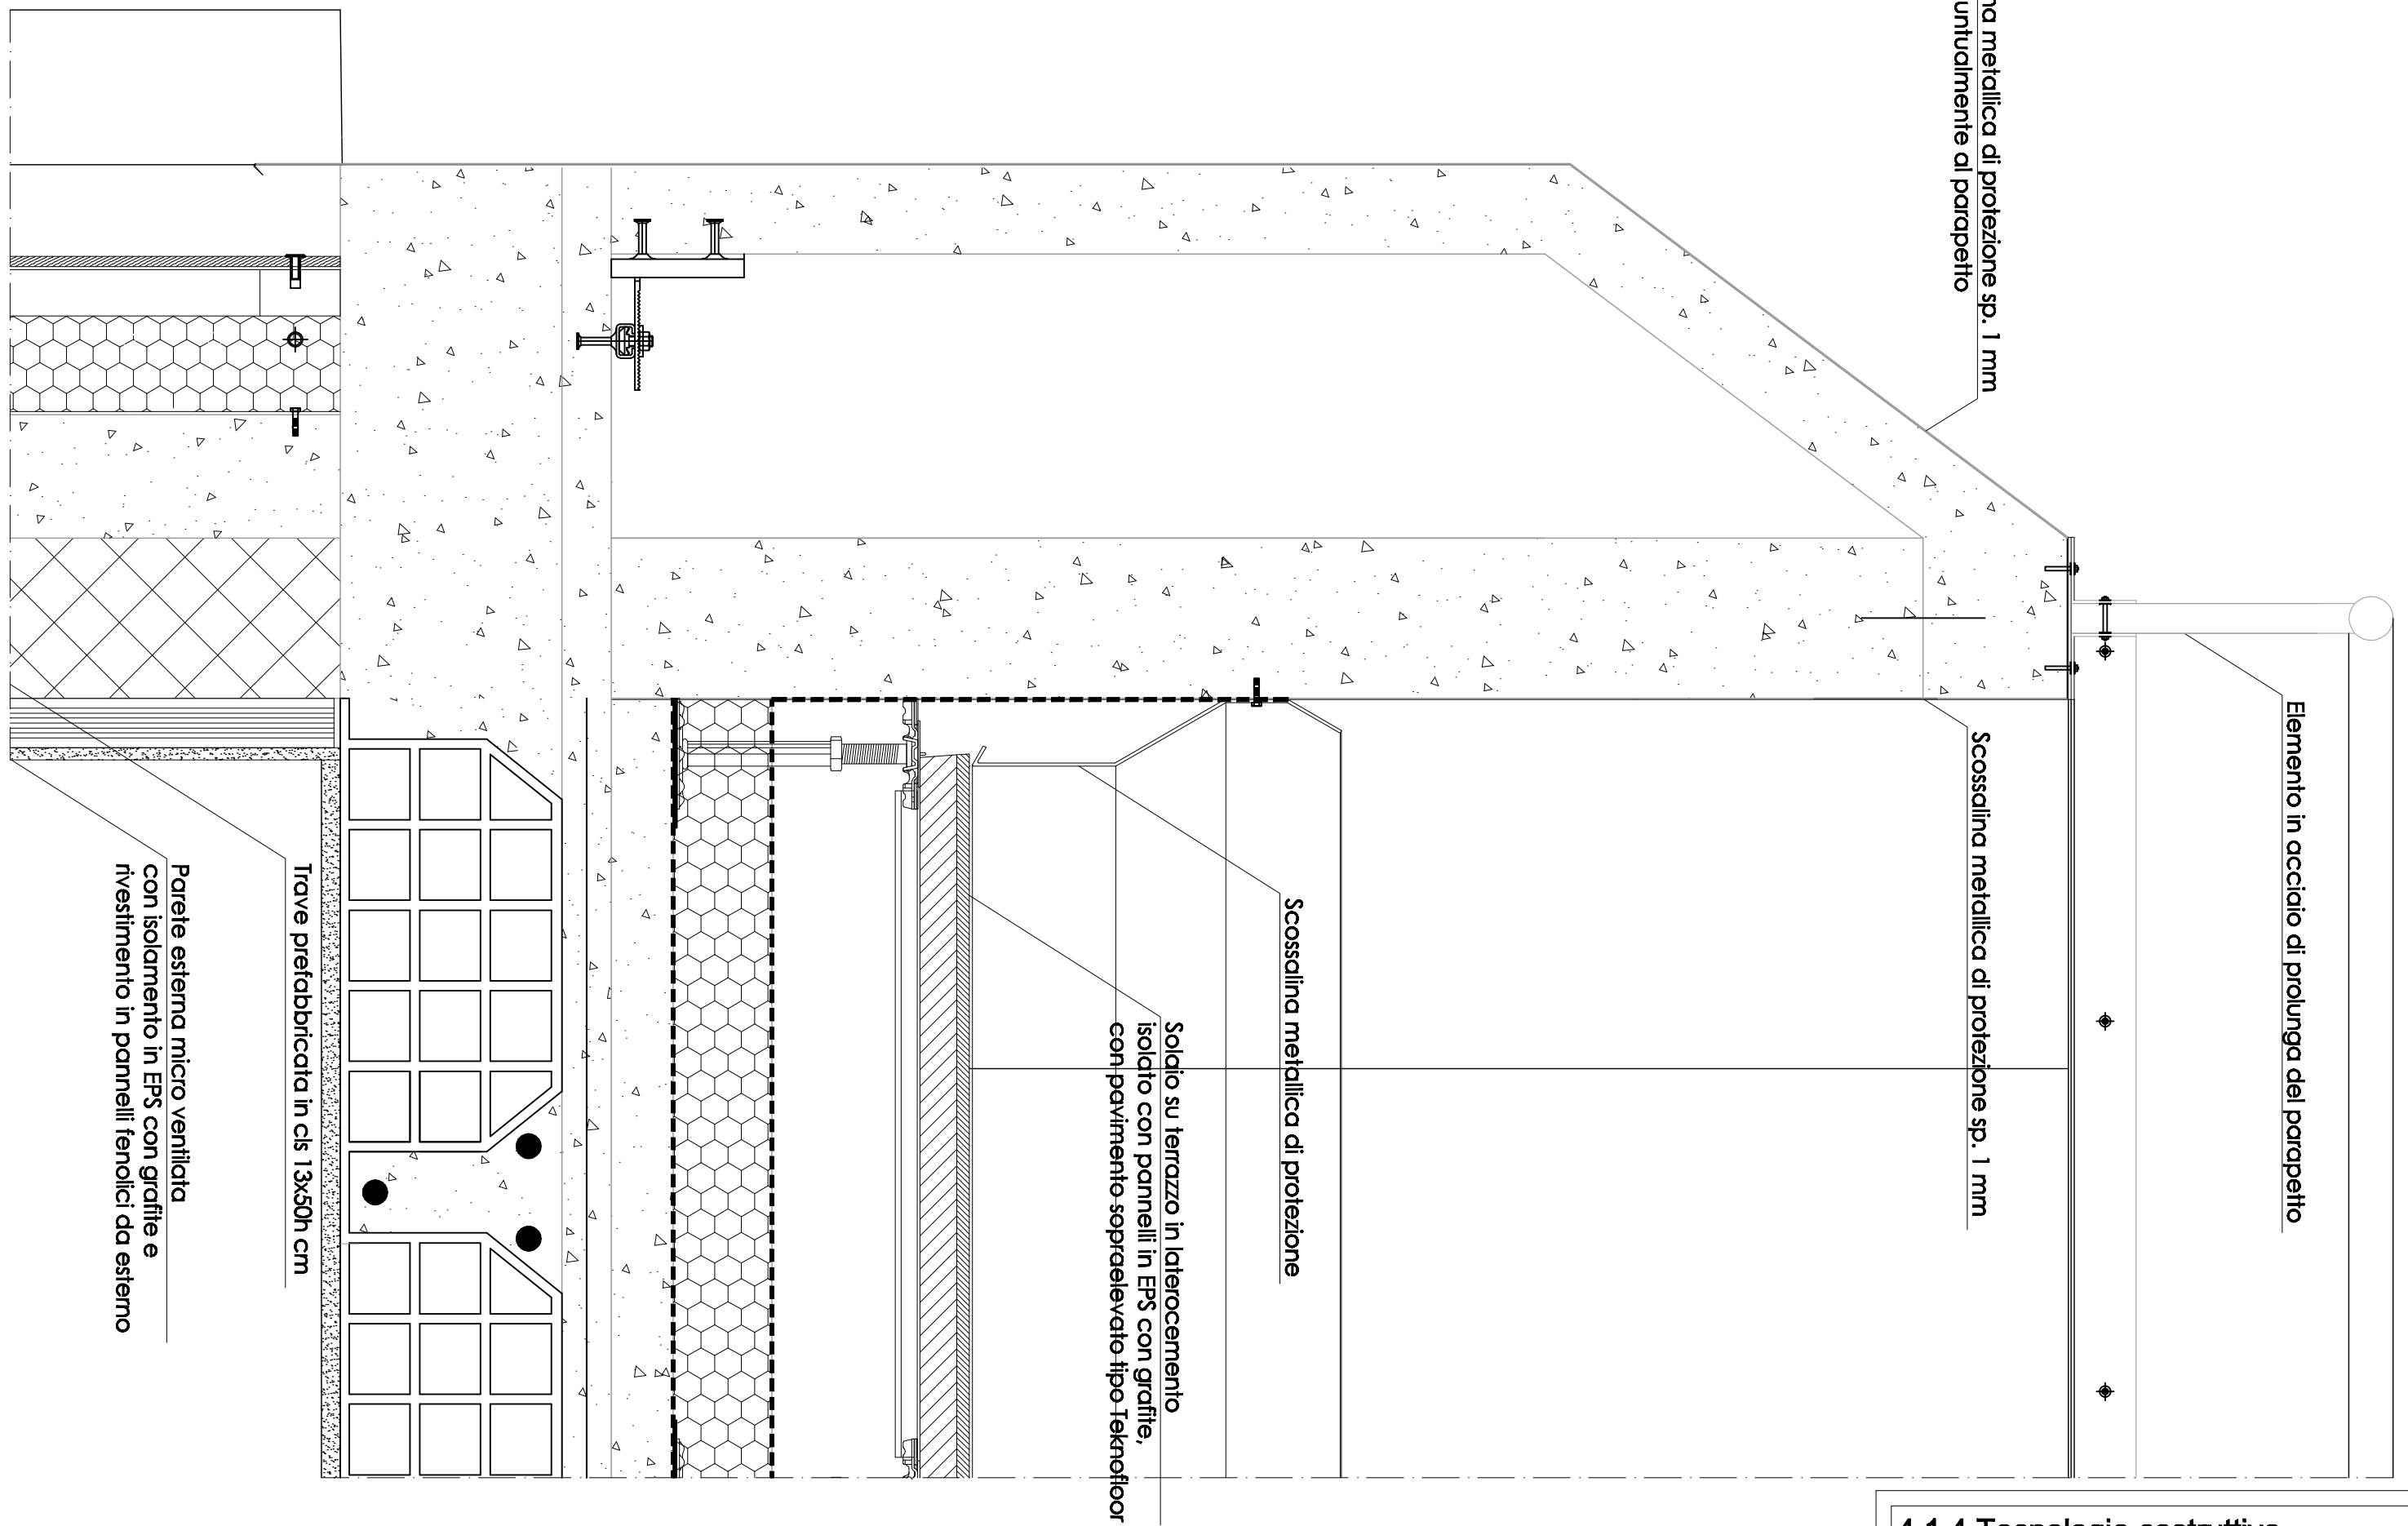 metallica di protezione sp. 1 mm
al parapetto
Elemento in acciaio di prolunga del parapetto
Scossalina metallica di protezione sp. 1 mm
Scossalina metallica di protezione
Solaio su terrazzo in laterocemento
isolato con pannelli in EPS con grafite,
con pavimento sopraelevato tipo Teknofloor
Trave prefabbricata in cls 13x50h cm
Parete esterna micro ventilata
con isolamento in EPS con grafite e
rivestimento in pannelli fenolici da esterno